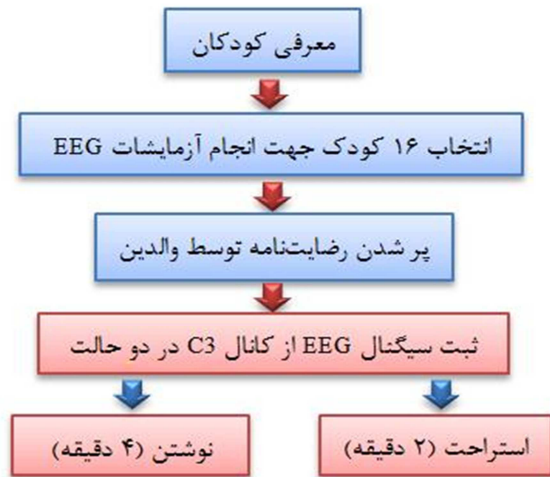 معرفی کودکان
انتخاب ۱۶ کودک جهت انجام آزمایشات EEG
پر شدن رضایت‌نامه توسط والدین
ثبت سیگنال EEG از کانال C3 در دو حالت
استراحت (۲ دقیقه)
نوشتن (۴ دقیقه)